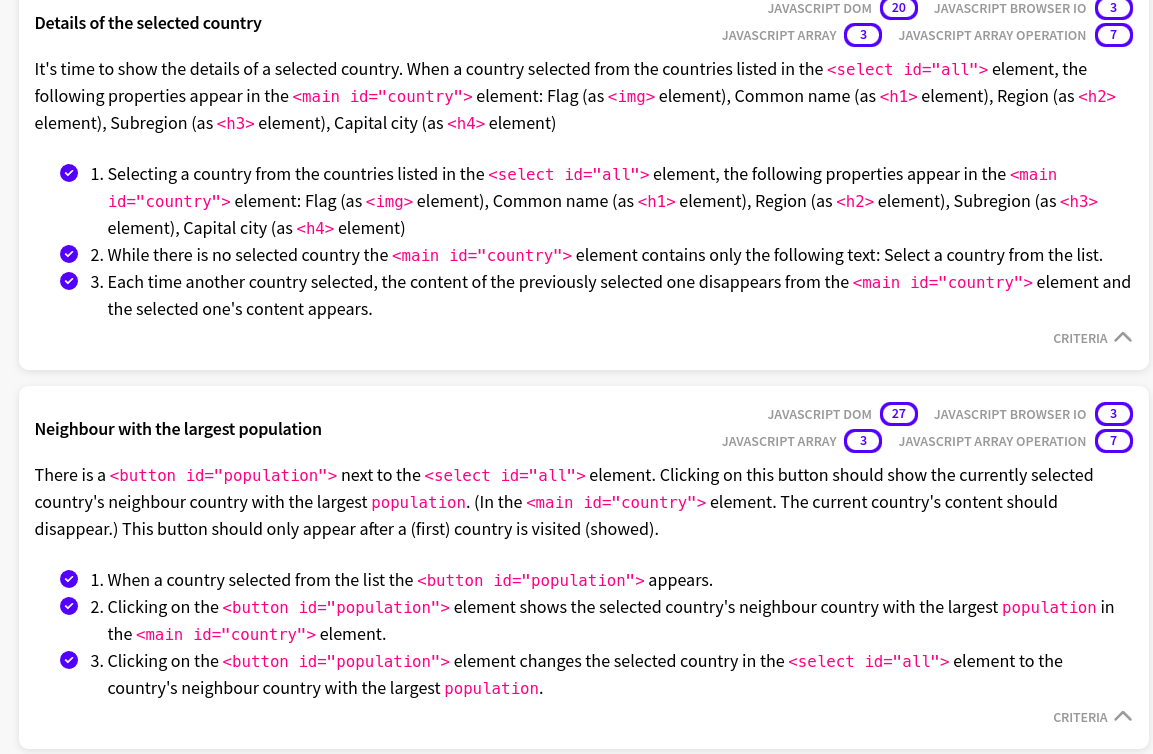 JAVASCRIPT DOM 20 JAVASCRIPT BROWSER IO 3
Details of the selected country
JAVASCRIPT ARRAY 3 JAVASCRIPT ARRAY OPERATION 7
It's time to show the details of a selected country. When a country selected from the countries listed in the <select id="all"> element, the
following properties appear in the <main id="country"> element: Flag (as <img> element), Common name (as <h1> element), Region (as <h2>
element), Subregion (as <h3> element), Capital city (as <h4> element)
1. Selecting a country from the countries listed in the <select id="all"> element, the following properties appear in the <main
id="country"> element: Flag (as <img> element), Common name (as <h1> element), Region (as <h2> element), Subregion (as <h3>
element), Capital city (as <h4> element)
2. While there is no selected country the <main id="country"> element contains only the following text: Select a country from the list.
3. Each time another country selected, the content of the previously selected one disappears from the <main id="country"> element and
the selected one's content appears.
CRITERIA
JAVASCRIPT DOM 27 JAVASCRIPT BROWSER IO 3
Neighbour with the largest population
JAVASCRIPT ARRAY 3 JAVASCRIPT ARRAY OPERATION 7
There is a <button id="population"> next to the <select id="all"> element. Clicking on this button should show the currently selected
country's neighbour country with the largest population. (In the <main id="country"> element. The current country's content should
disappear.) This button should only appear after a (first) country is visited (showed).
1. When a country selected from the list the <button id="population"> appears.
2. Clicking on the <button id="population"> element shows the selected country's neighbour country with the largest population in
the <main id="country"> element.
3. Clicking on the <button id="population"> element changes the selected country in the <select id="all"> element to the
country's neighbour country with the largest population.
CRITERIA